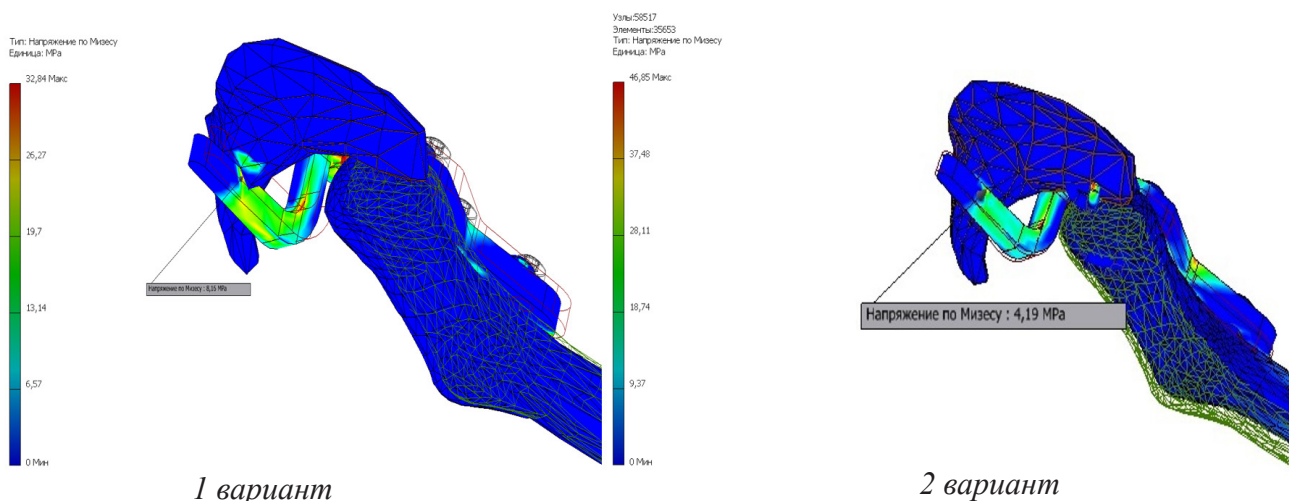 Тип: Напряжение по Мизесу
Единица: MPa
32,84 Макс
26,27
19,7
13,14
6,57
0 Мин
Напряжение по Мизесу : 8,35 MPa
1 вариант
Узлы:58517
Элементы:35653
Тип: Напряжение по Мизесу
Единица: MPa
46,85 Макс
37,48
28,11
18,74
9,37
0 Мин
Напряжение по Мизесу : 4,19 MPa
2 вариант